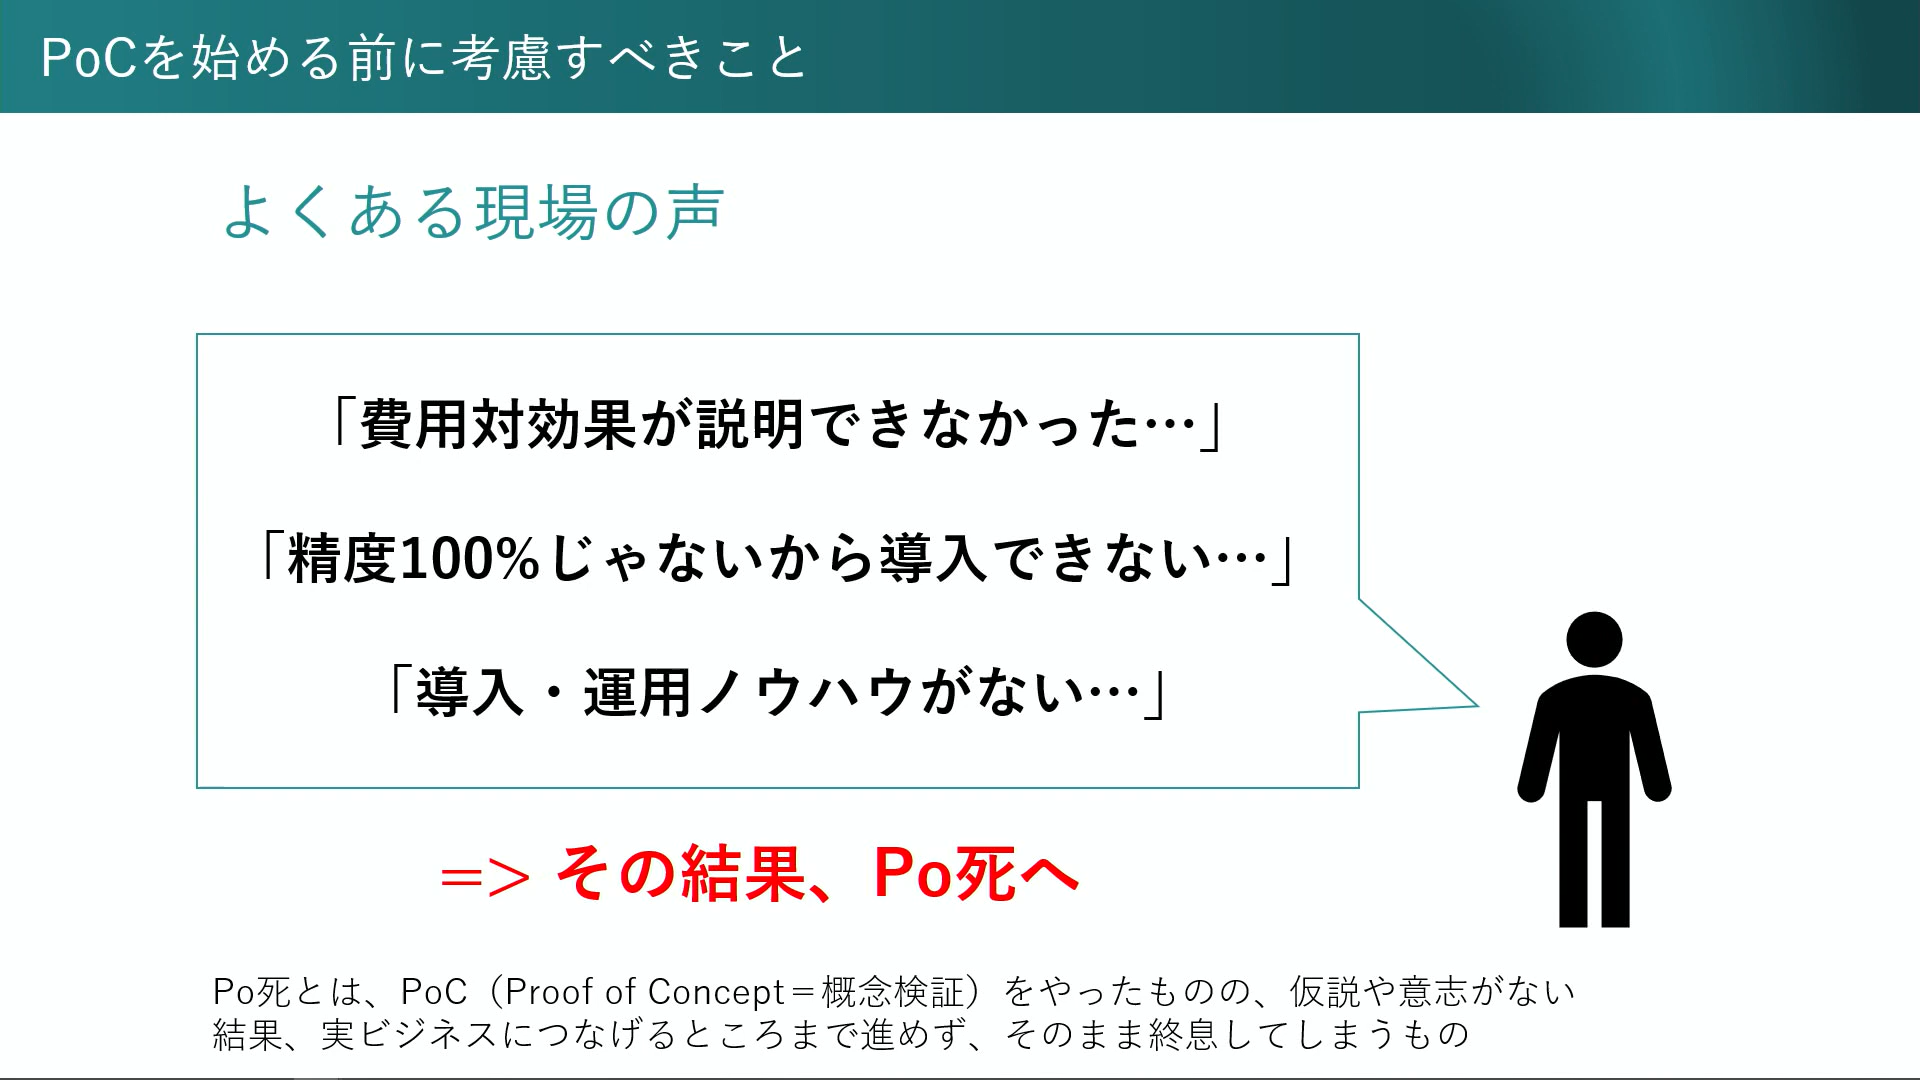 PoCを始める前に考慮すべきこと
よくある現場の声
「費用対効果が説明できなかった…」
「精度100%じゃないから導入できない…」
「導入・運用ノウハウがない…」
=> その結果、Po死へ
Po死とは、PoC（Proof of Concept＝概念検証）をやったものの、仮説や意志がない
結果、実ビジネスにつなげるところまで進めず、そのまま終息してしまうもの